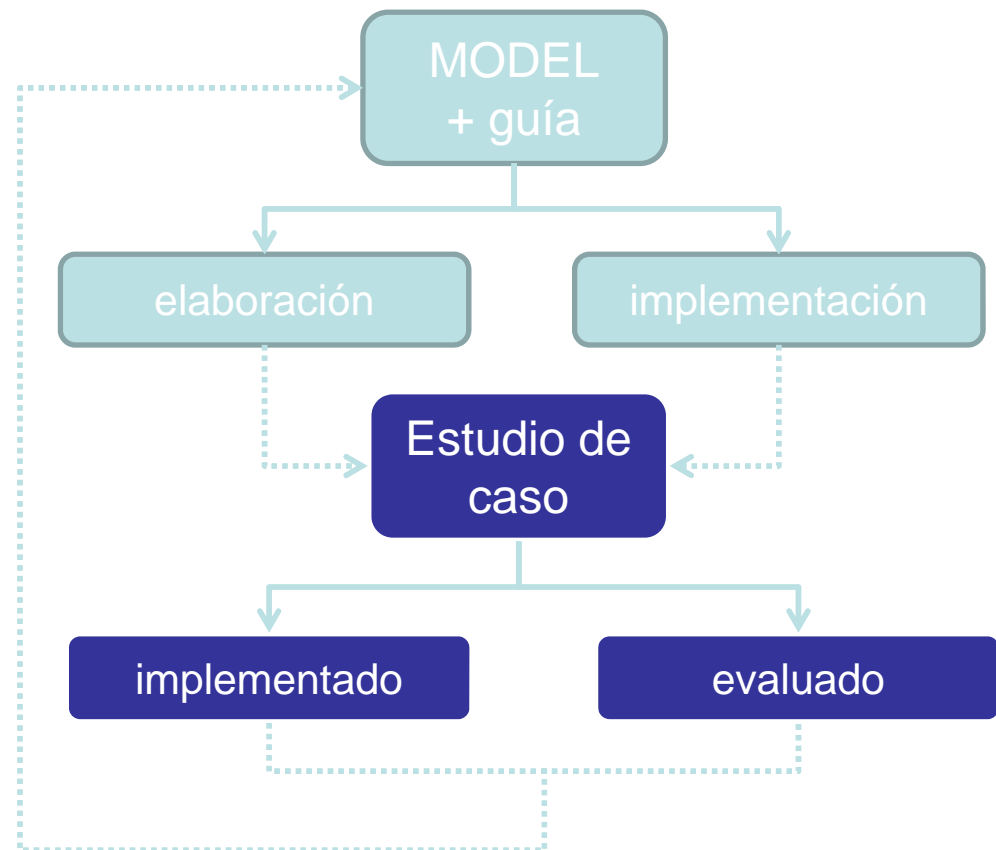 MODEL
+ guía
elaboración
implementación
Estudio de
caso
implementado
evaluado